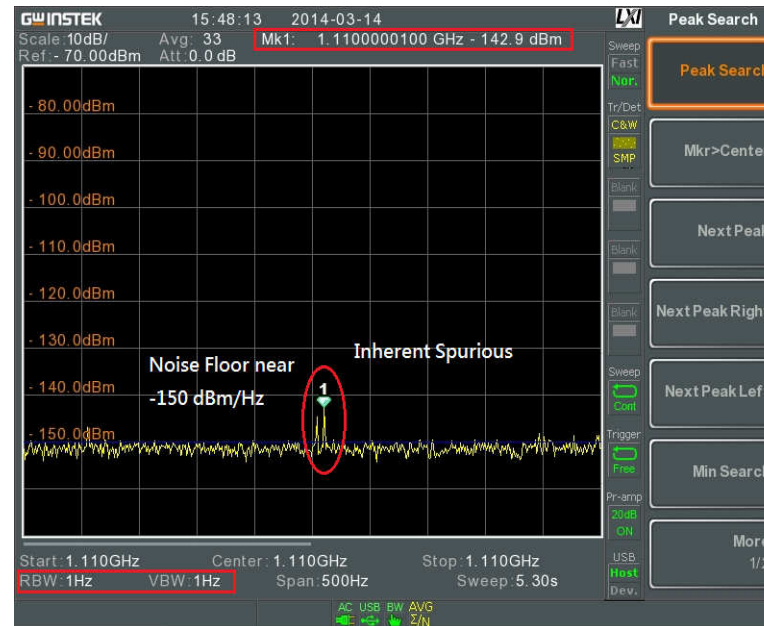 GWINSTEK 15:48:13 2014-03-14 LXI Peak Search
Scale:10dB/ Avg: 33 Mk1: 1.1100000100 GHz - 142.9 dBm
Ref:- 70.00dBm Att:0.0 dB
Sweep
Fast
Nor.
Peak Search
- 80.00dBm
Tr/Det
C&W
SMP
- 90.00dBm
Mkr>Cente
Blank
- 100.0dBm
Next Peak
- 110.0dBm
Blank
- 120.0dBm
Blank
Next Peak Righ
- 130.0dBm
Noise Floor near
-150 dBm/Hz
Inherent Spurious
1
Sweep
Cont
- 140.0dBm
Next Peak Lef
Trigger
Free
- 150.0dBm
Min Search
Pr-amp
20dB
ON
More
1/2
Start:1.110GHz Center:1.110GHz Stop:1.110GHz
RBW:1Hz VBW:1Hz Span:500Hz Sweep:5.30s
USB
Host
Dev.
AC USB BW AVG
Σ/N